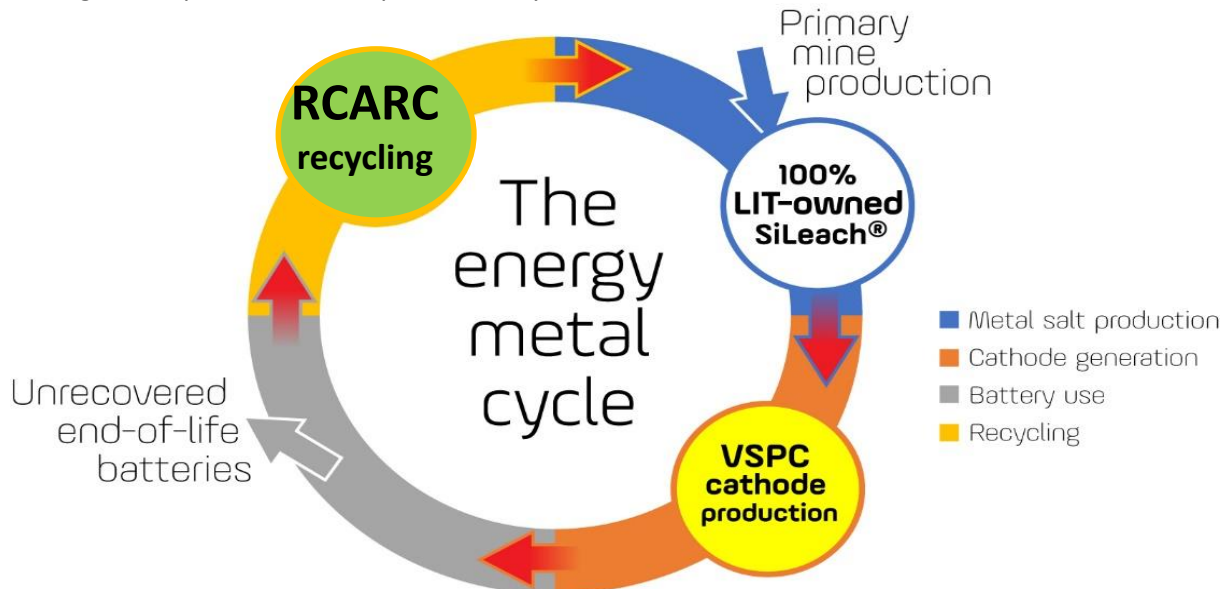 Primary
mine
production
RCARC
recycling
The
energy
metal
cycle
100%
LIT-owned
SiLeach®
Metal salt production
Cathode generation
Battery use
Recycling
Unrecovered
end-of-life
batteries
VSPC
cathode
production